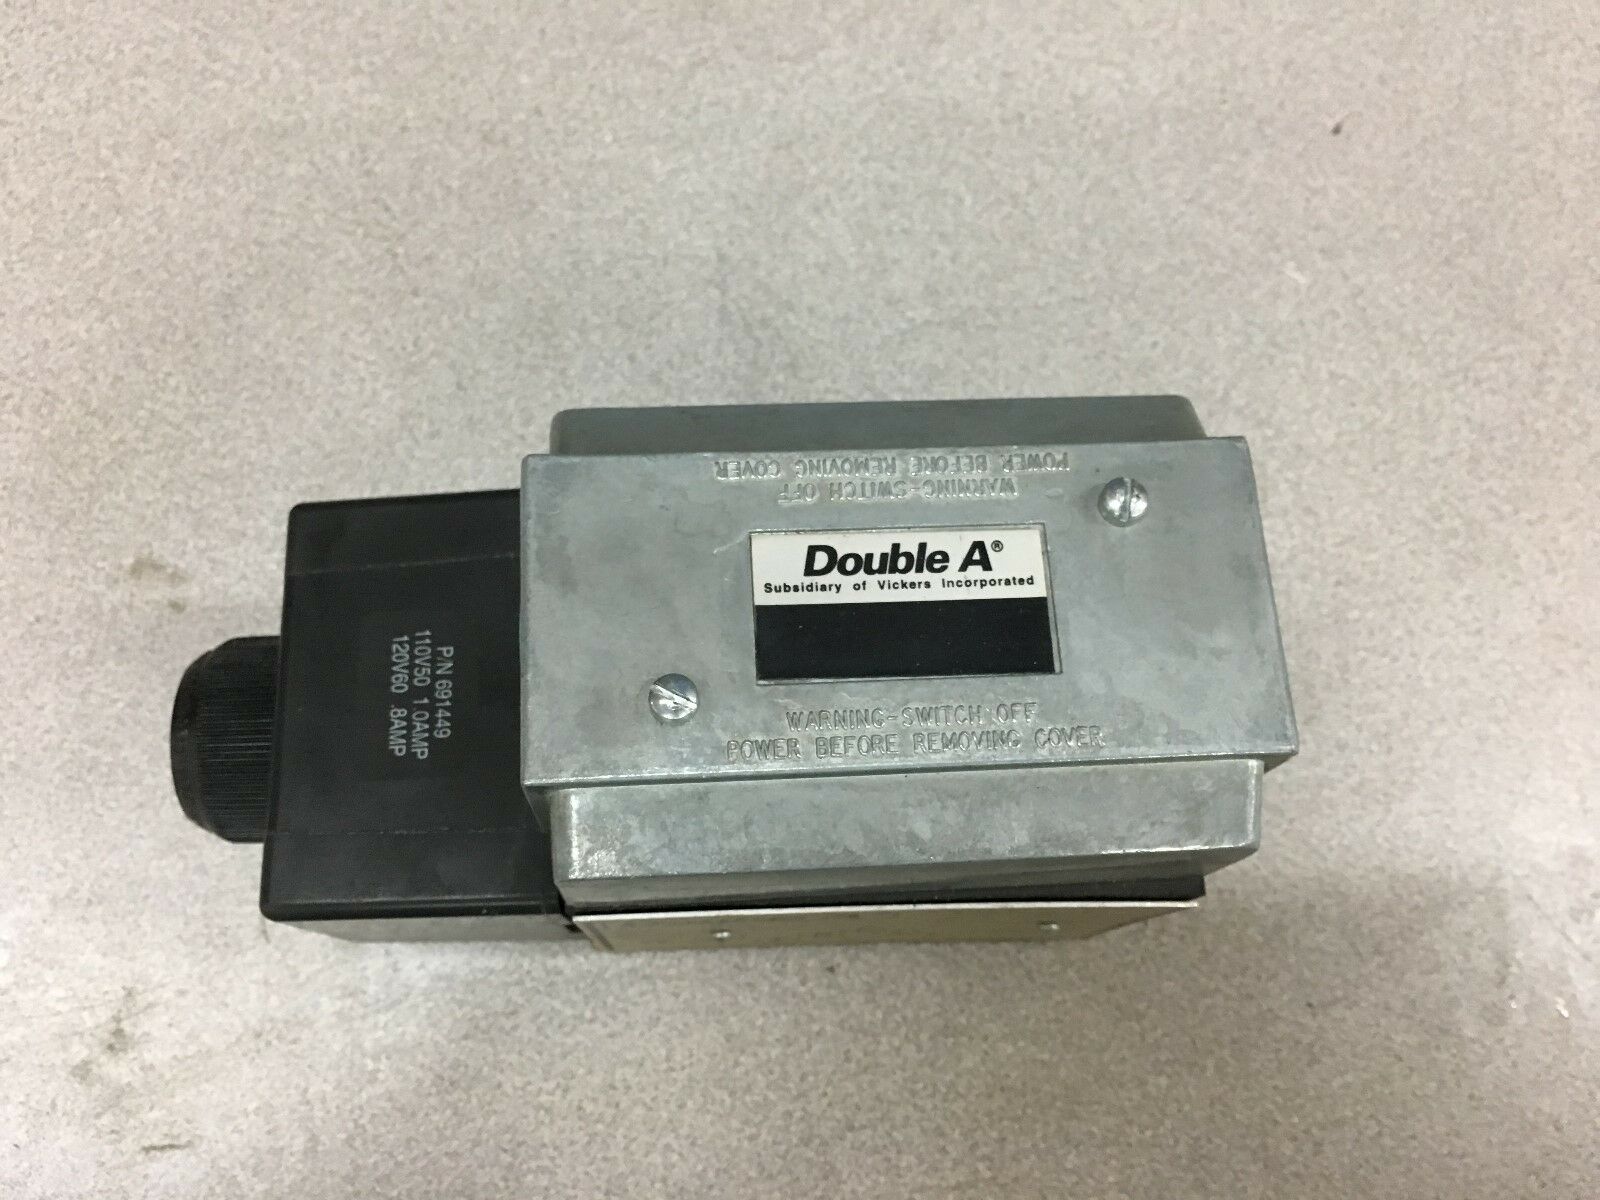 WARNING-SWITCH OFF
POWER BEFORE REMOVING COVER
Double A®
Subsidiary of Vickers Incorporated
WARNING-SWITCH OFF
POWER BEFORE REMOVING COVER
P/N 691449
110V50 1.0AMP
120V60 .8AMP